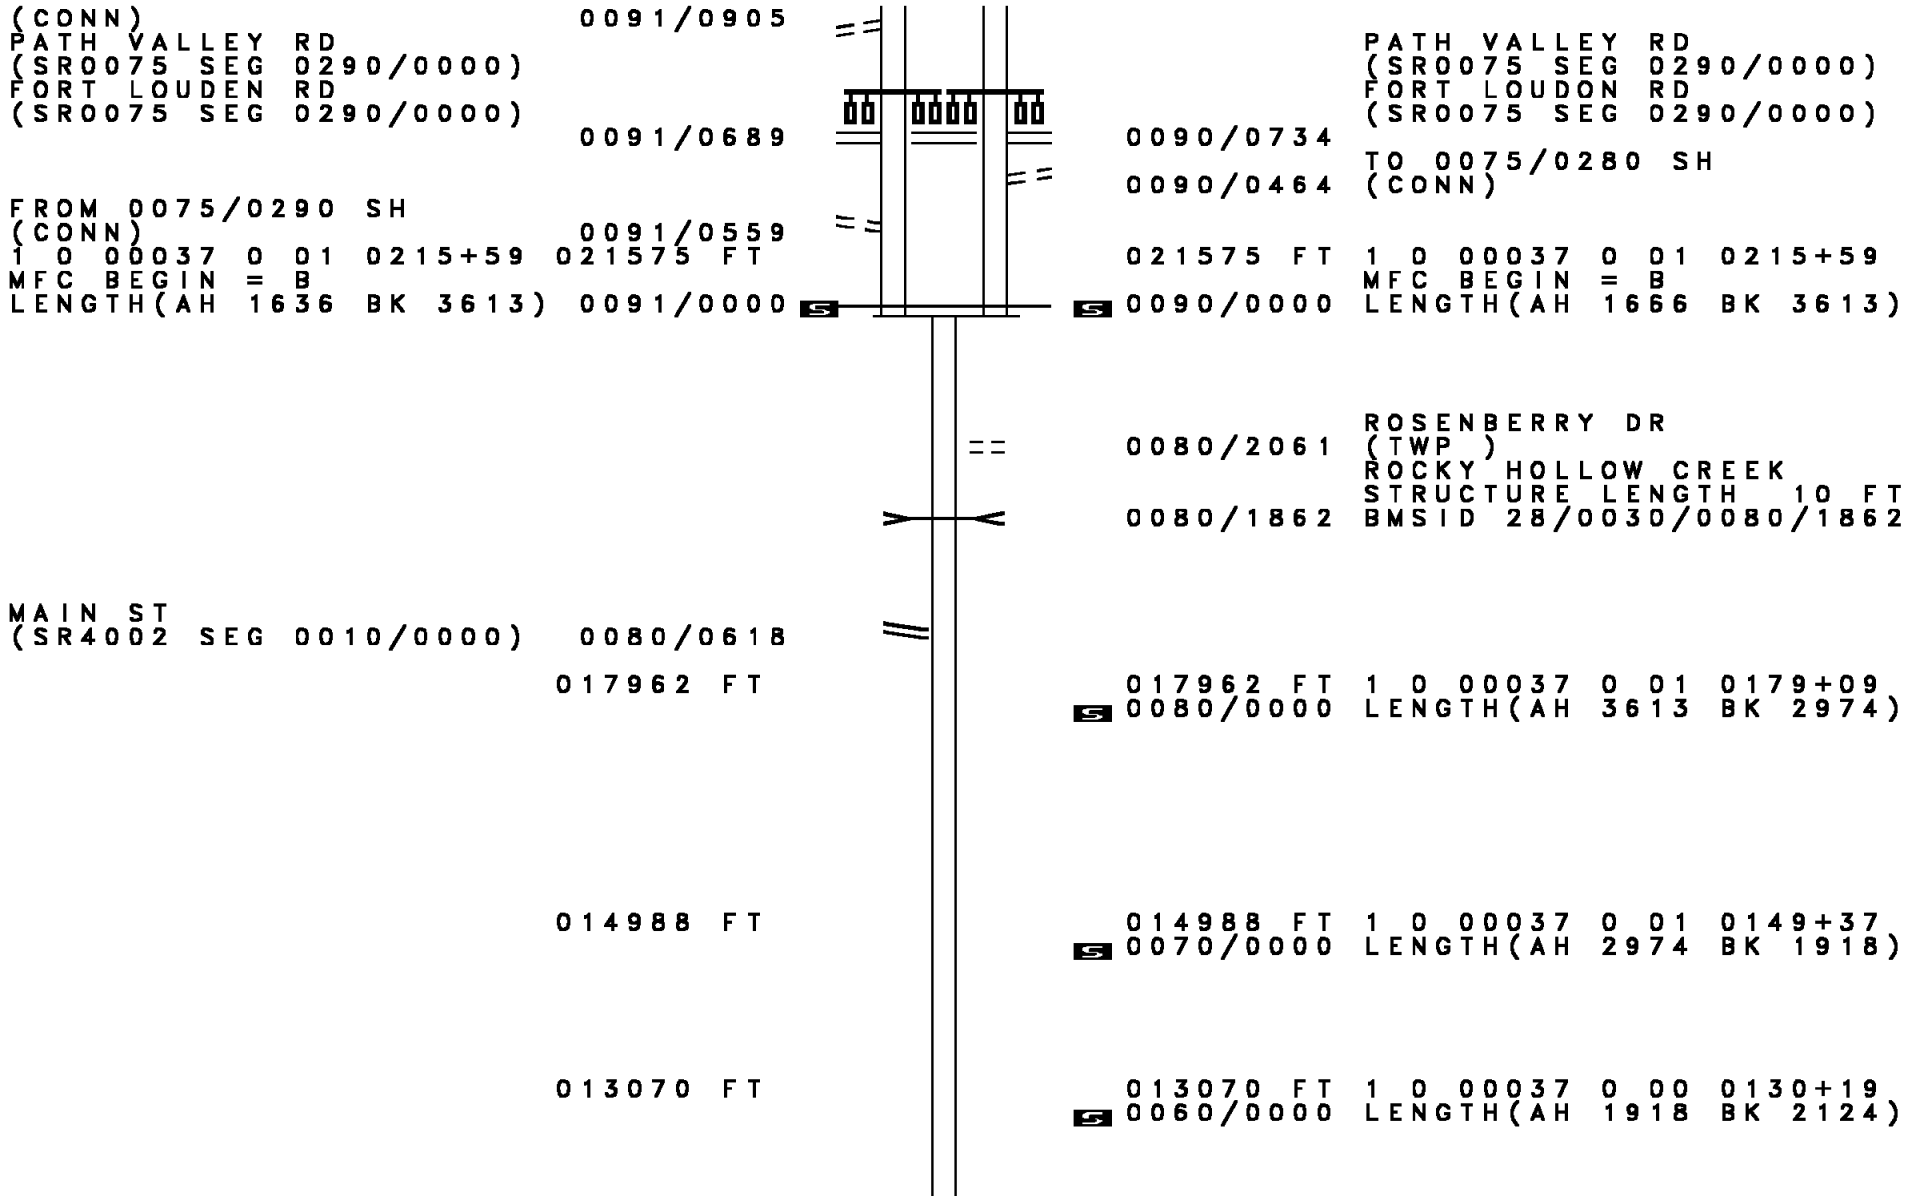 (CONN) 0091/0905
PATH VALLEY RD PATH VALLEY RD
(SR0075 SEG 0290/0000) (SR0075 SEG 0290/0000)
FORT LOUDEN RD FORT LOUDON RD
(SR0075 SEG 0290/0000) (SR0075 SEG 0290/0000)
0091/0689 0090/0734
TO 0075/0280 SH
0090/0464 (CONN)
FROM 0075/0290 SH
(CONN) 0091/0559
1 0 00037 0 01 0215+59 021575 FT 021575 FT 1 0 00037 0 01 0215+59
MFC BEGIN = B MFC BEGIN = B
LENGTH(AH 1636 BK 3613) 0091/0000 S S 0090/0000 LENGTH(AH 1666 BK 3613)
ROSENBERRY DR
0080/2061 (TWP )
ROCKY HOLLOW CREEK
STRUCTURE LENGTH 10 FT
0080/1862 BMSID 28/0030/0080/1862
MAIN ST
(SR4002 SEG 0010/0000) 0080/0618
017962 FT 017962 FT 1 0 00037 0 01 0179+09
S 0080/0000 LENGTH(AH 3613 BK 2974)
014988 FT 014988 FT 1 0 00037 0 01 0149+37
S 0070/0000 LENGTH(AH 2974 BK 1918)
013070 FT 013070 FT 1 0 00037 0 00 0130+19
S 0060/0000 LENGTH(AH 1918 BK 2124)